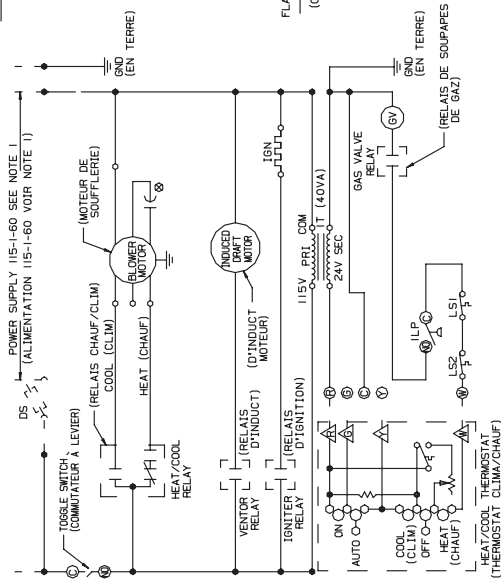 POWER SUPPLY 115-1-60 SEE NOTE 1
(ALIMENTATION 115-1-60 VOIR NOTE 1)
DS
FLA
(C
TOGGLE SWITCH
(COMMUTATEUR À LEVIER)
C
NO
GND
(EN TERRE)
(RELAIS CHAUF/CLIM)
COOL (CLIM)
HEAT (CHAUF)
HEAT/COOL
RELAY
(MOTEUR DE
SOUFFLERIE)
BLOWER
MOTOR
(RELAIS
D'INDUCT)
VENTOR
RELAY
INDUCED
DRAFT
MOTOR
(D'INDUCT
MOTEUR)
(RELAIS
D'IGNITION)
IGNITER
RELAY
IGN
115V PRI COM
1T (40VA)
24V SEC
GND
(EN TERRE)
R
G
C
Y
W
R
G
Y
W
GAS VALVE
RELAY
GV
(RELAIS DE SOUPAPES
DE GAZ)
ILP
NO
C
LS2
LS1
ON
AUTO
COOL
(CLIM)
OFF
HEAT
(CHAUF)
HEAT/COOL THERMOSTAT
(THERMOSTAT CLIMA/CHAUF)